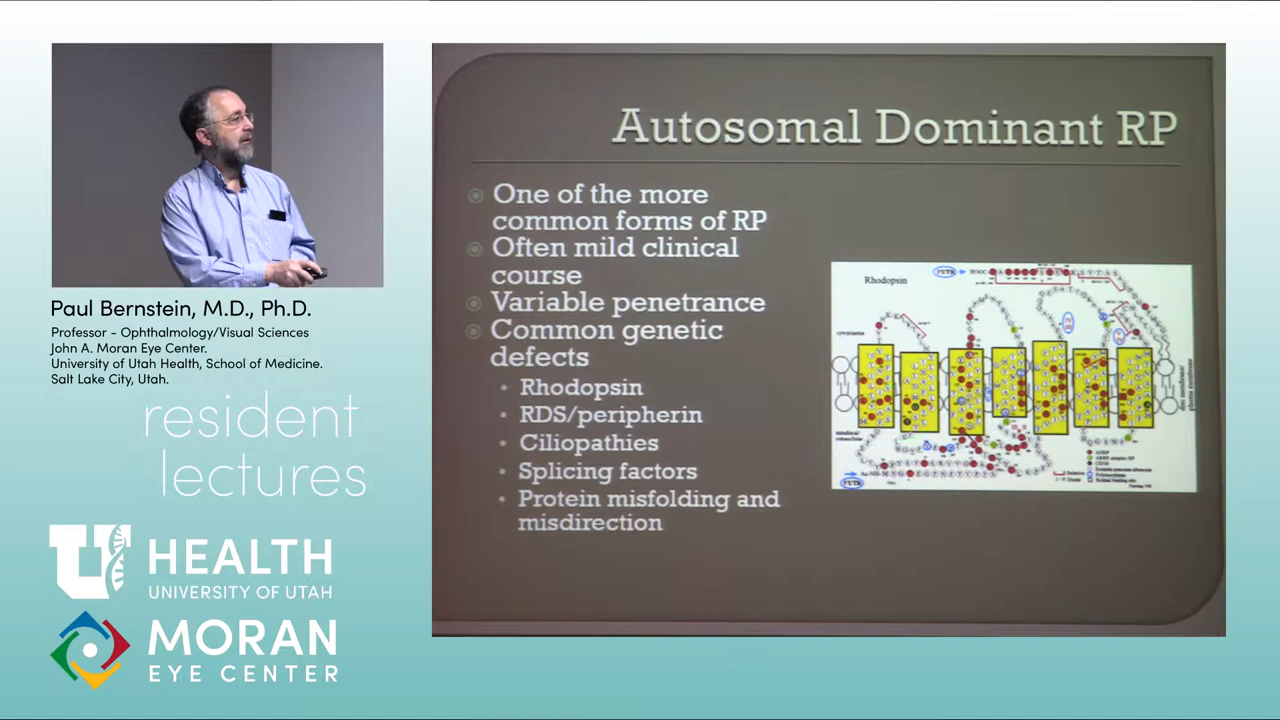 Paul Bernstein, M.D., Ph.D.
Professor - Ophthalmology/Visual Sciences
John A. Moran Eye Center.
University of Utah Health, School of Medicine.
Salt Lake City, Utah.
resident
lectures
U HEALTH
UNIVERSITY OF UTAH
MORAN
EYE CENTER
Autosomal Dominant RP
One of the more
common forms of RP
Often mild clinical
course
Variable penetrance
Common genetic
defects
• Rhodopsin
• RDS/peripherin
• Ciliopathies
• Splicing factors
• Protein misfolding and
misdirection
Rhodopsin